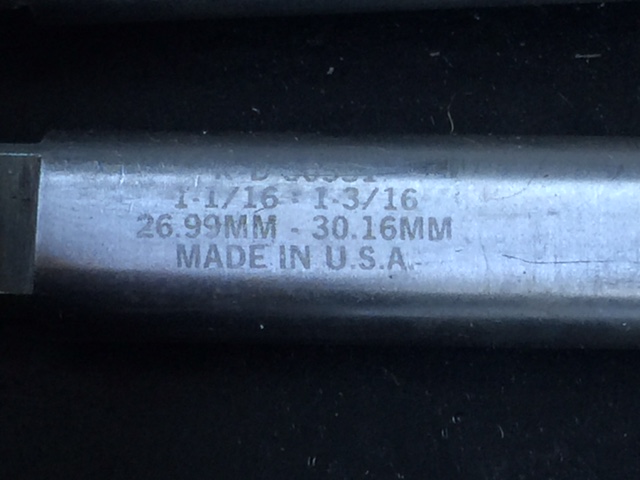 K-D
1-1/16 - 1-3/16
26.99MM - 30.16MM
MADE IN U.S.A.